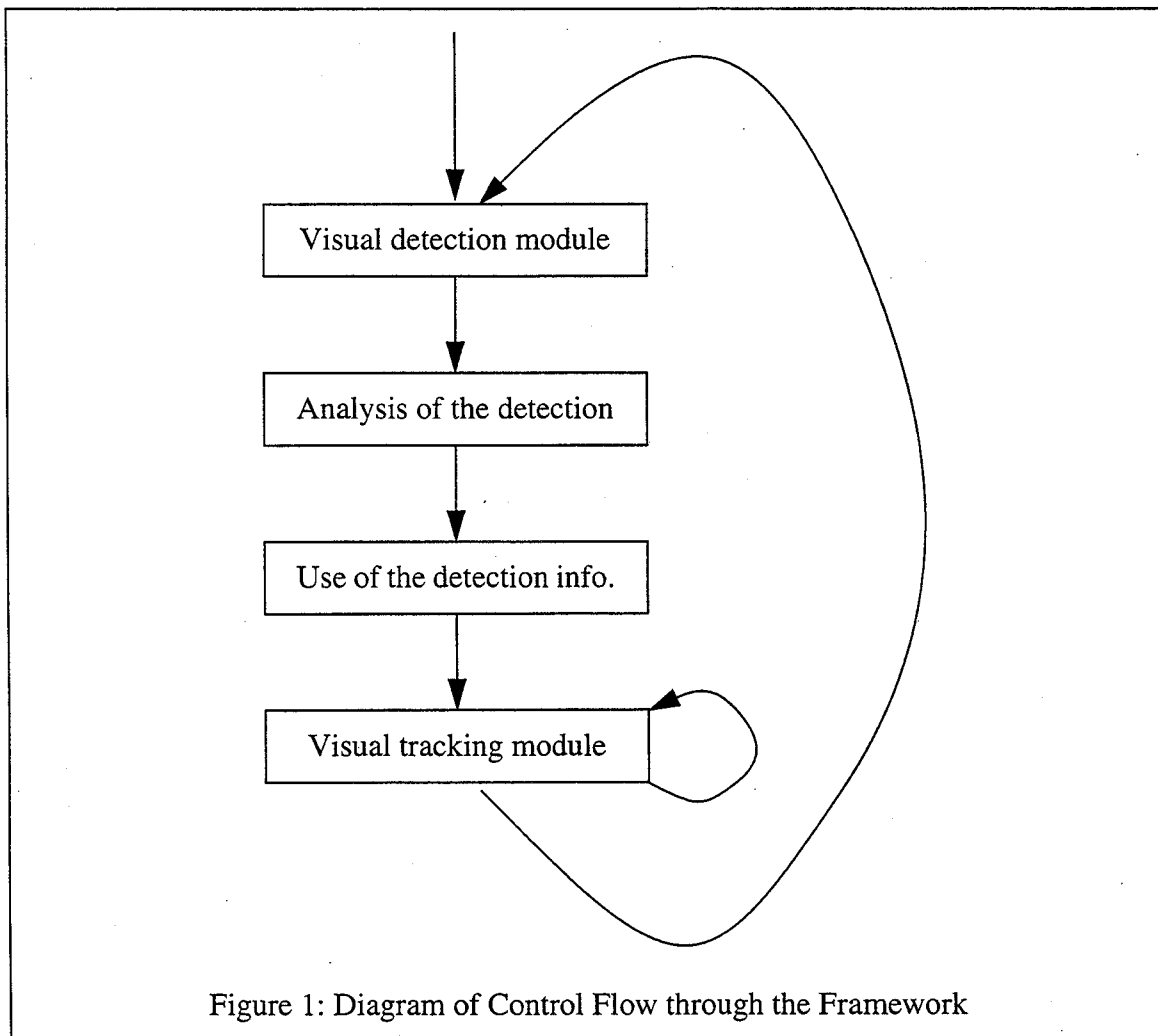 Visual detection module
Analysis of the detection
Use of the detection info.
Visual tracking module
Figure 1: Diagram of Control Flow through the Framework